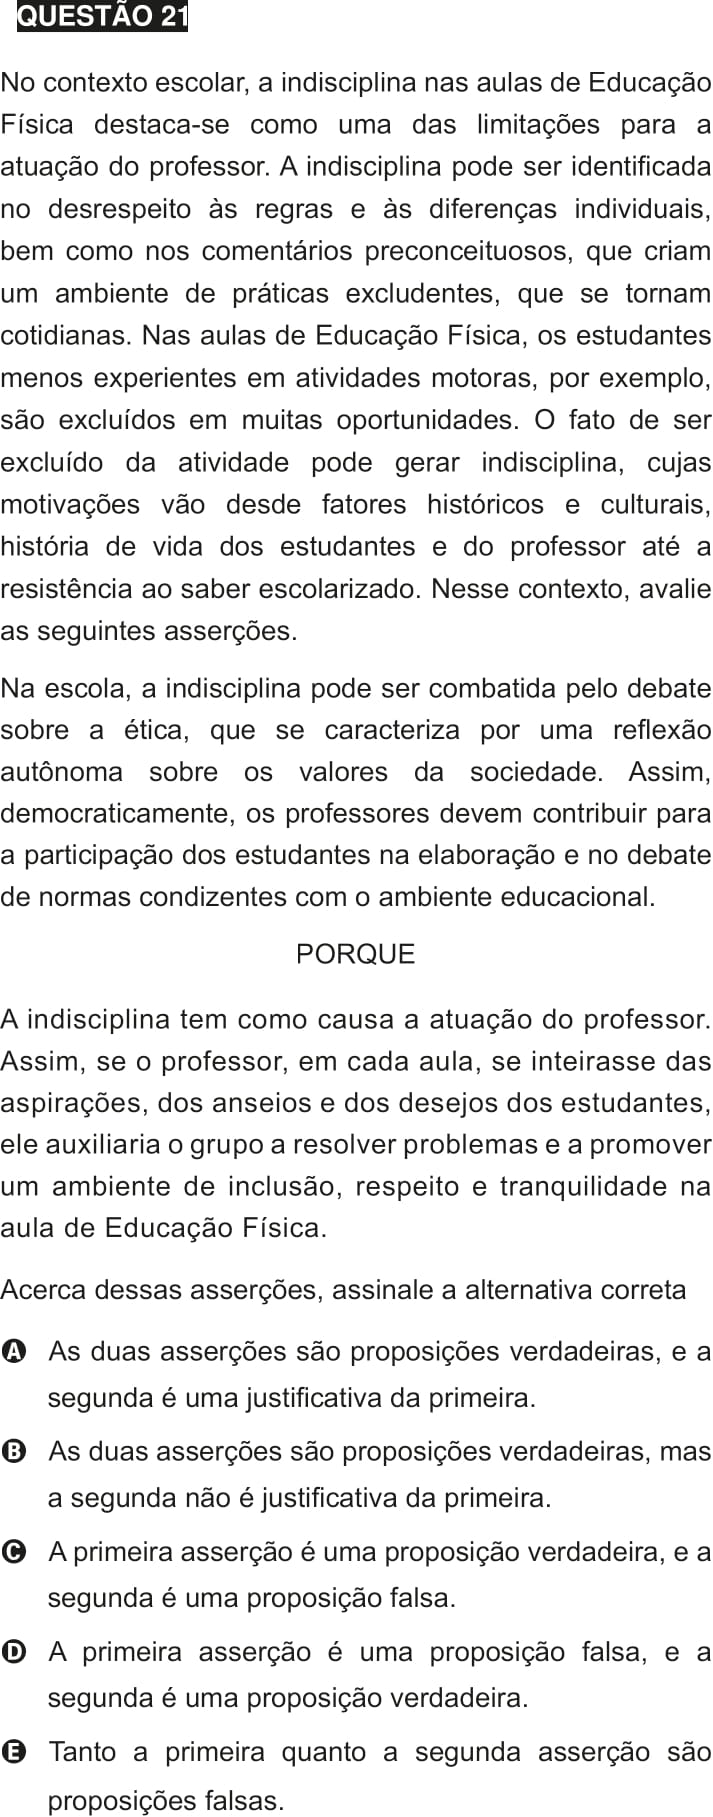 QUESTÃO 21
No contexto escolar, a indisciplina nas aulas de Educação
Física destaca-se como uma das limitações para a
atuação do professor. A indisciplina pode ser identificada
no desrespeito às regras e às diferenças individuais,
bem como nos comentários preconceituosos, que criam
um ambiente de práticas excludentes, que se tornam
cotidianas. Nas aulas de Educação Física, os estudantes
menos experientes em atividades motoras, por exemplo,
são excluídos em muitas oportunidades. O fato de ser
excluído da atividade pode gerar indisciplina, cujas
motivações vão desde fatores históricos e culturais,
história de vida dos estudantes e do professor até a
resistência ao saber escolarizado. Nesse contexto, avalie
as seguintes asserções.
Na escola, a indisciplina pode ser combatida pelo debate
sobre a ética, que se caracteriza por uma reflexão
autônoma sobre os valores da sociedade. Assim,
democraticamente, os professores devem contribuir para
a participação dos estudantes na elaboração e no debate
de normas condizentes com o ambiente educacional.
PORQUE
A indisciplina tem como causa a atuação do professor.
Assim, se o professor, em cada aula, se inteirasse das
aspirações, dos anseios e dos desejos dos estudantes,
ele auxiliaria o grupo a resolver problemas e a promover
um ambiente de inclusão, respeito e tranquilidade na
aula de Educação Física.
Acerca dessas asserções, assinale a alternativa correta
A As duas asserções são proposições verdadeiras, e a
segunda é uma justificativa da primeira.
B As duas asserções são proposições verdadeiras, mas
a segunda não é justificativa da primeira.
C A primeira asserção é uma proposição verdadeira, e a
segunda é uma proposição falsa.
D A primeira asserção é uma proposição falsa, e a
segunda é uma proposição verdadeira.
E Tanto a primeira quanto a segunda asserção são
proposições falsas.